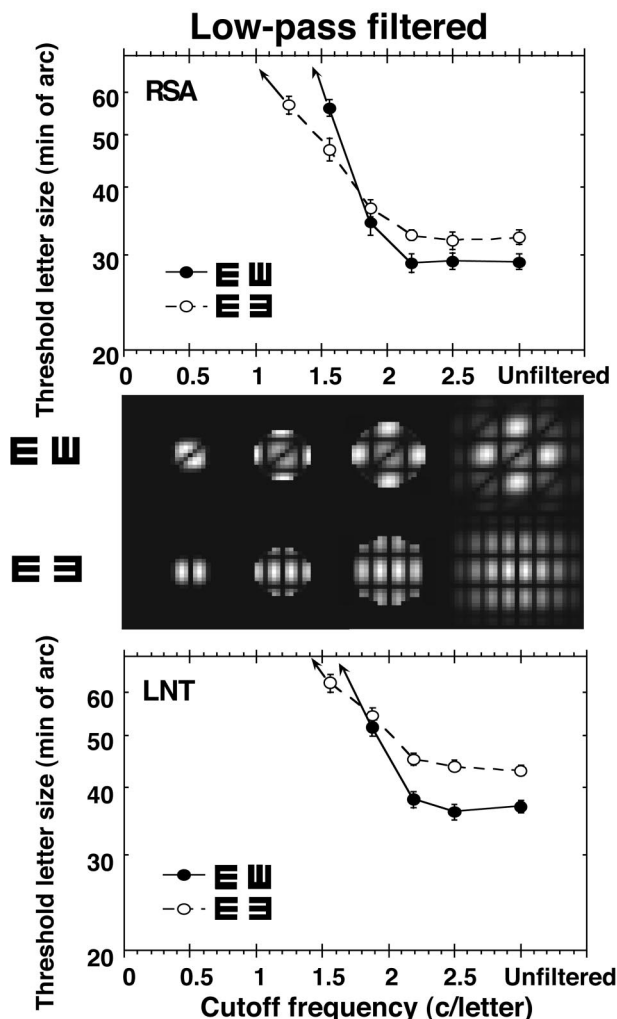 Low-pass filtered
Threshold letter size (min of arc)
RSA
60
50
40
30
20
0 0.5 1 1.5 2 2.5 Unfiltered
Threshold letter size (min of arc)
LNT
60
50
40
30
20
0 0.5 1 1.5 2 2.5 Unfiltered
Cutoff frequency (c/letter)